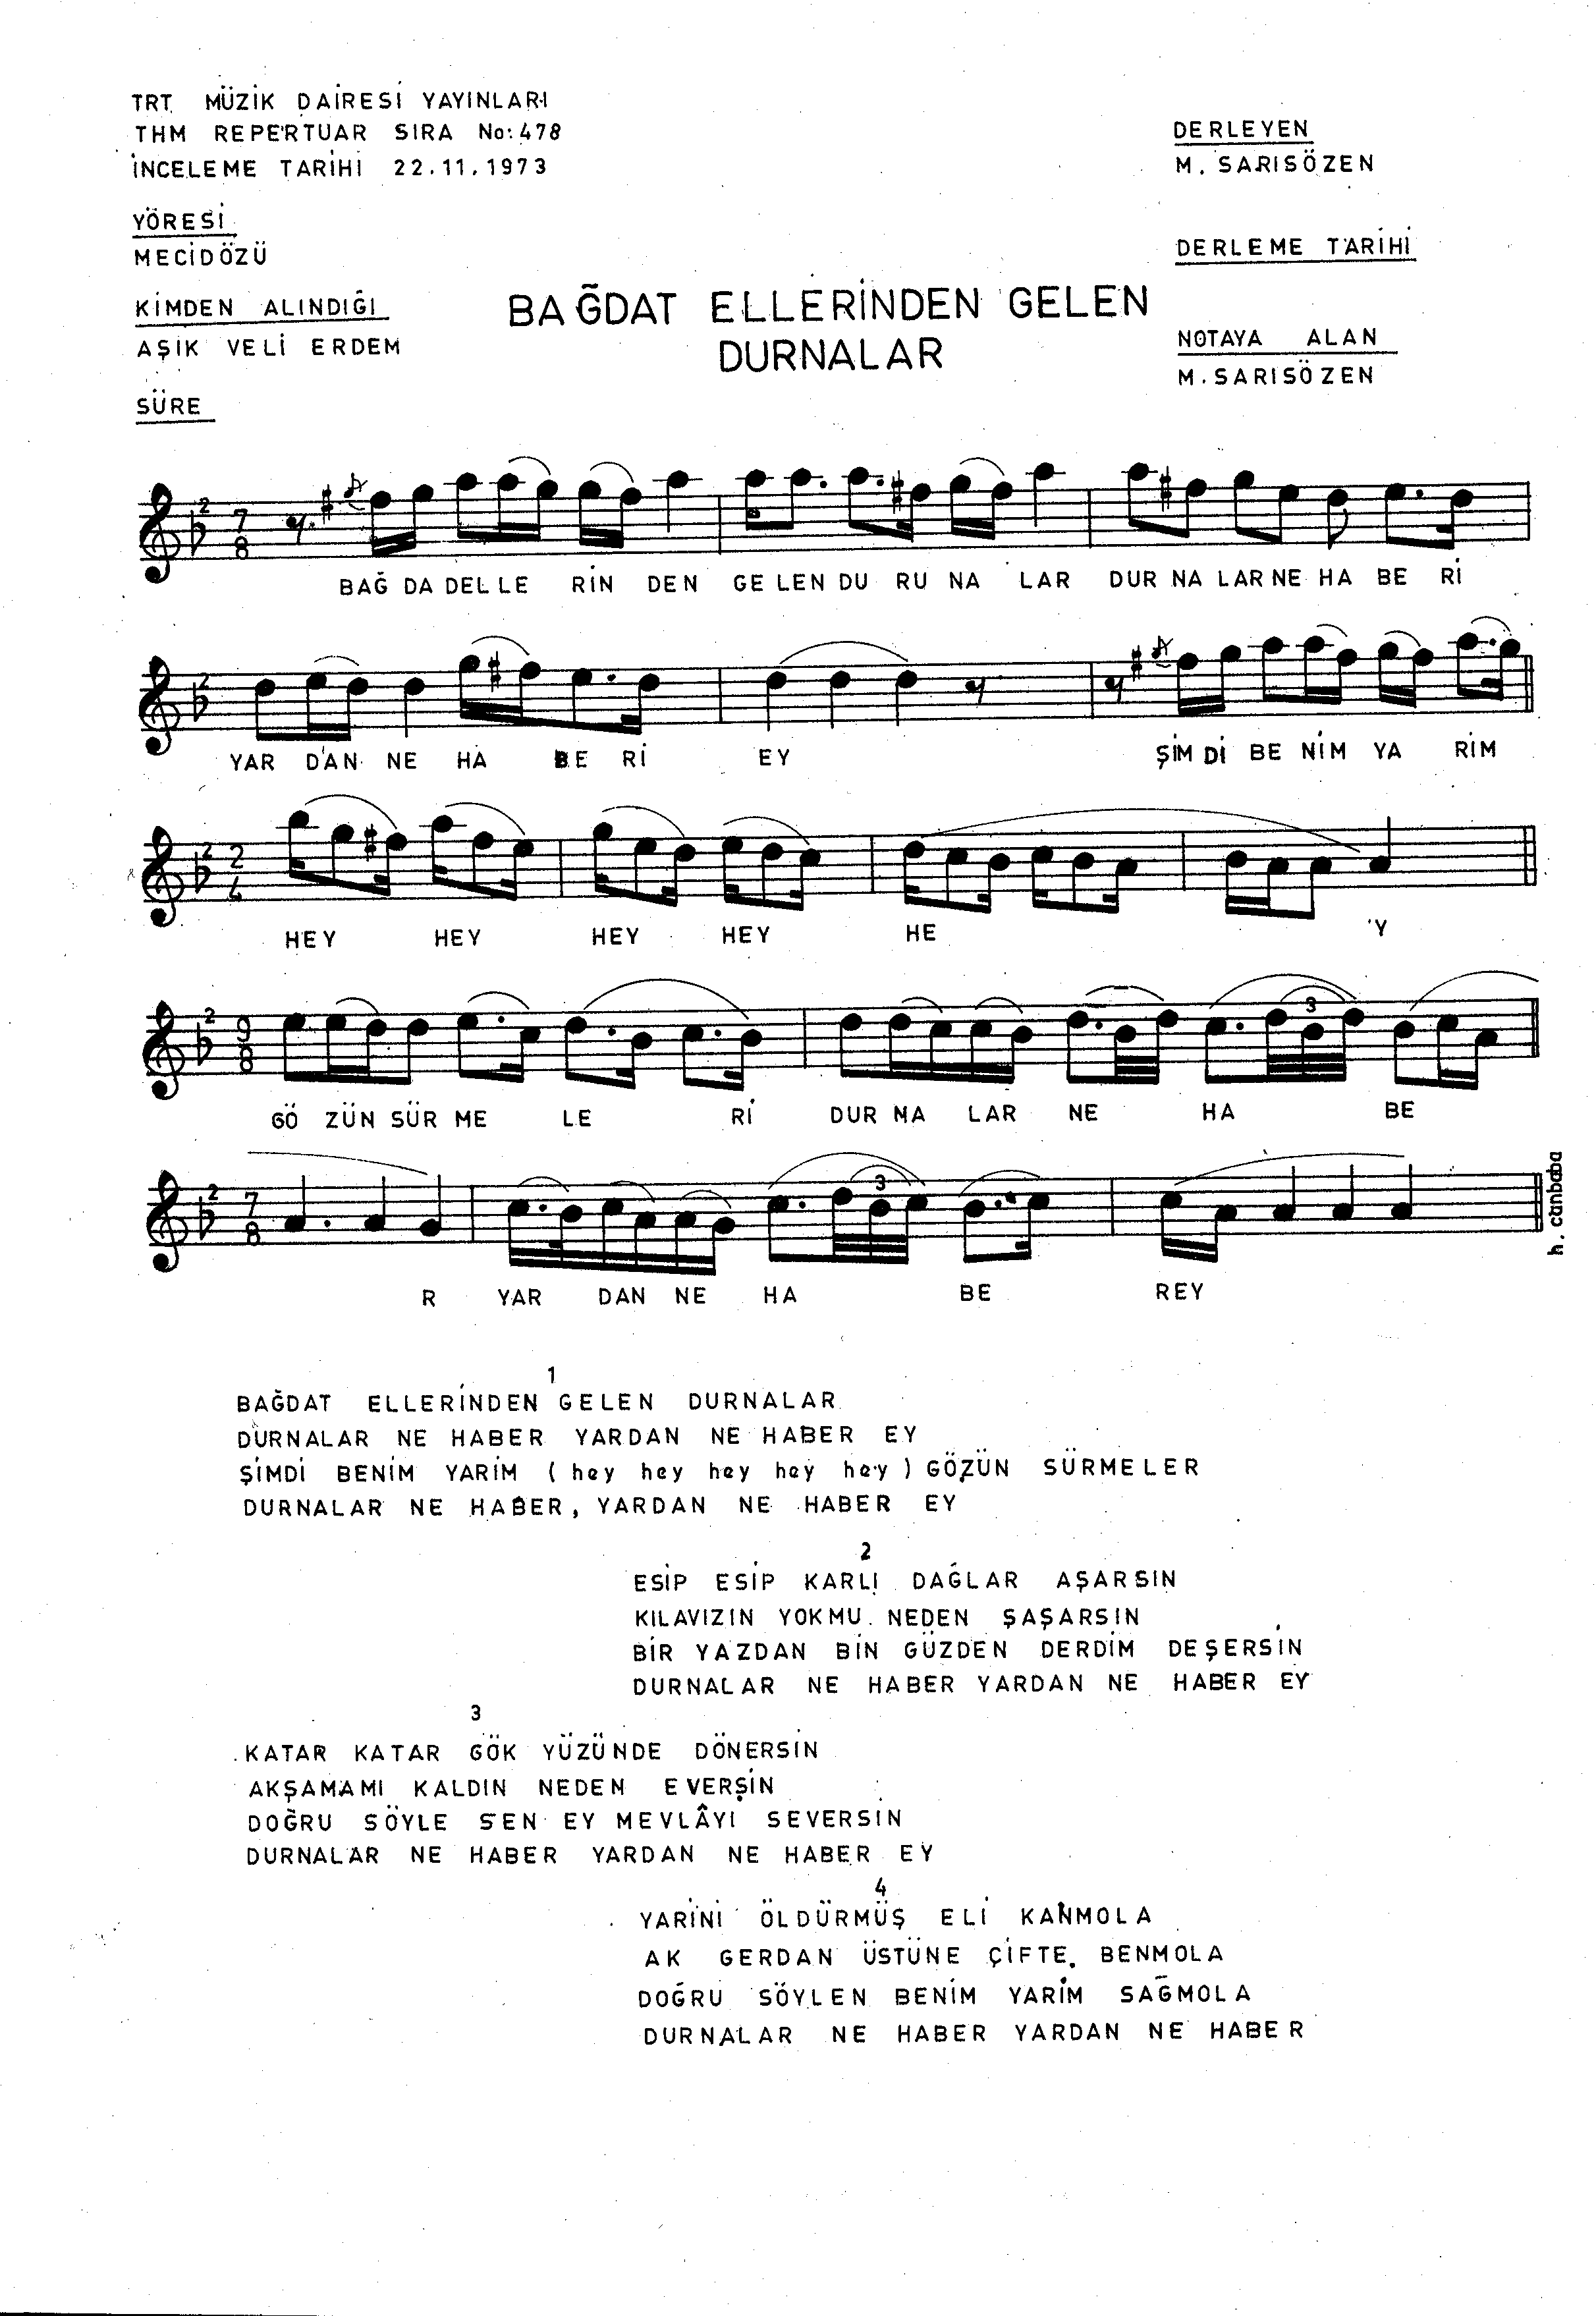 TRT MÜZİK DAİRESİ YAYINLARI
THM REPERTUAR SIRA No: 478
İNCELEME TARİHİ 22.11.1973
DERLEYEN
M. SARISÖZEN
YÖRESİ
MECİDÖZÜ
DERLEME TARİHİ
KİMDEN ALINDIĞI
AŞIK VELİ ERDEM
BAĞDAT ELLERİNDEN GELEN
DURNALAR
NOTAYA ALAN
M. SARISÖZEN
SÜRE
2 7 8
BAĞ DA DEL LE RİN DEN GE LEN DU RU NA LAR DUR NA LAR NE HA BE Rİ
2
YAR DAN NE HA BE Rİ EY ŞİM Dİ BE NİM YA RİM
2 2 4
HEY HEY HEY HEY HE 'Y
2 9 8 3
GÖ ZÜN SÜR ME LE Rİ DUR NA LAR NE HA BE
2 7 8 3
R YAR DAN NE HA BE REY
h. canbaba
1
BAĞDAT ELLERİNDEN GELEN DURNALAR
DURNALAR NE HABER YARDAN NE HABER EY
ŞİMDİ BENİM YARİM ( hey hey hey hey hey ) GÖZÜN SÜRMELER
DURNALAR NE HABER, YARDAN NE HABER EY
2
ESİP ESİP KARLI DAĞLAR AŞARSIN
KILAVIZIN YOKMU NEDEN ŞAŞARSIN
BİR YAZDAN BİN GÜZDEN DERDİM DEŞERSİN
DURNALAR NE HABER YARDAN NE HABER EY
3
KATAR KATAR GÖK YÜZÜNDE DÖNERSİN
AKŞAMAMI KALDIN NEDEN EVERŞİN
DOĞRU SÖYLE SEN EY MEVLÂYI SEVERSİN
DURNALAR NE HABER YARDAN NE HABER EY
4
YARİNİ ÖLDÜRMÜŞ ELİ KANMOLA
AK GERDAN ÜSTÜNE ÇİFTE BENMOLA
DOĞRU SÖYLEN BENİM YARİM SAĞMOLA
DURNALAR NE HABER YARDAN NE HABER